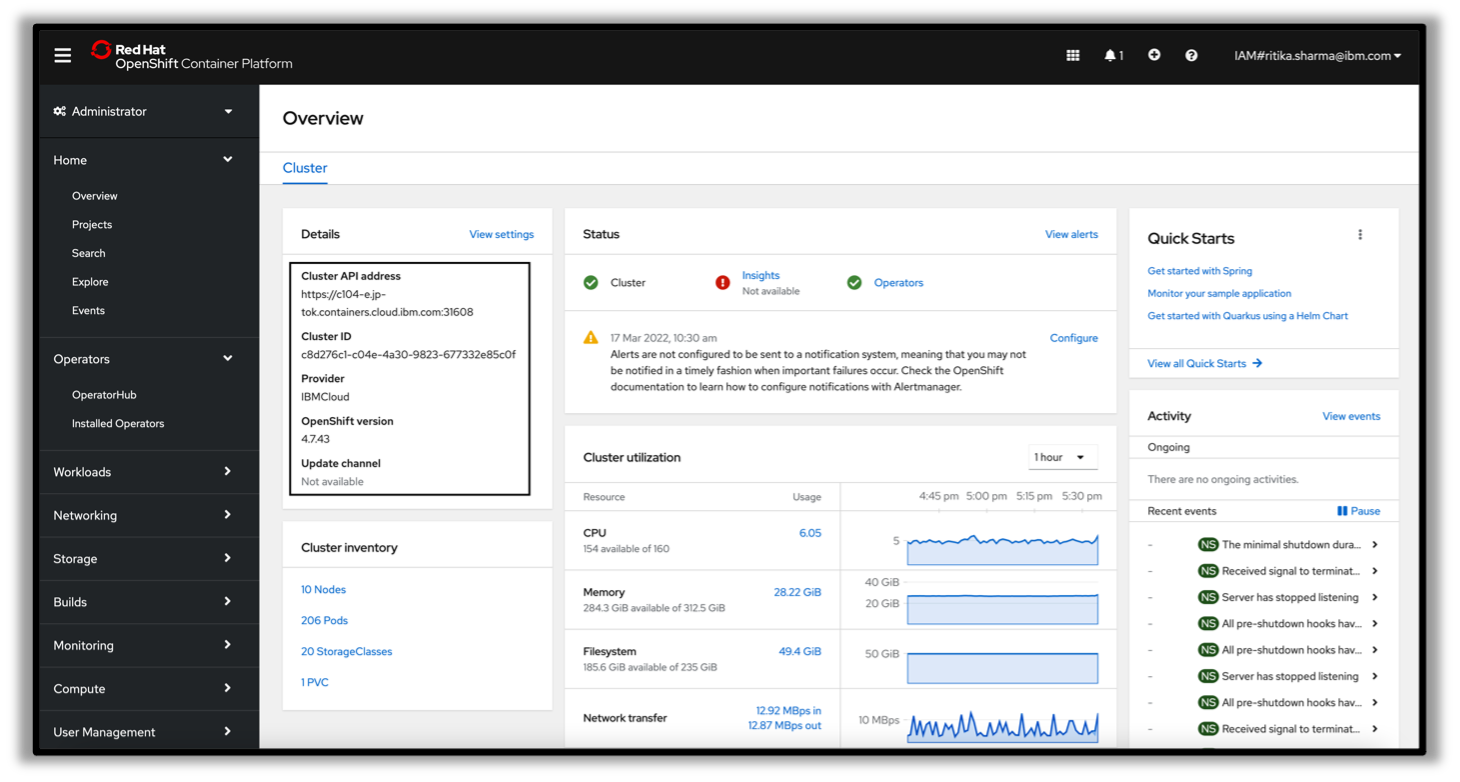 Red Hat
OpenShift Container Platform
1
IAM#ritika.sharma@ibm.com
Administrator
Home
Overview
Projects
Search
Explore
Events
Operators
OperatorHub
Installed Operators
Workloads
Networking
Storage
Builds
Monitoring
Compute
User Management
Overview
Cluster
Details
View settings
Cluster API address
https://c104-e.jp-
tok.containers.cloud.ibm.com:31608
Cluster ID
c8d276c1-c04e-4a30-9823-677332e85c0f
Provider
IBMCloud
OpenShift version
4.7.43
Update channel
Not available
Cluster inventory
10 Nodes
206 Pods
20 StorageClasses
1 PVC
Status
View alerts
Cluster
Insights
Not available
Operators
17 Mar 2022, 10:30 am
Configure
Alerts are not configured to be sent to a notification system, meaning that you may not
be notified in a timely fashion when important failures occur. Check the OpenShift
documentation to learn how to configure notifications with Alertmanager.
Cluster utilization
1 hour
Resource
Usage
4:45 pm 5:00 pm 5:15 pm 5:30 pm
CPU
154 available of 160
6.05
5
Memory
284.3 GiB available of 312.5 GiB
28.22 GiB
40 GiB
20 GiB
Filesystem
185.6 GiB available of 235 GiB
49.4 GiB
50 GiB
Network transfer
12.92 MBps in
12.87 MBps out
10 MBps
Quick Starts
Get started with Spring
Monitor your sample application
Get started with Quarkus using a Helm Chart
View all Quick Starts
Activity
View events
Ongoing
There are no ongoing activities.
Recent events
Pause
- NS The minimal shutdown dura...
- NS Received signal to terminat...
- NS Server has stopped listening
- NS All pre-shutdown hooks hav...
- NS All pre-shutdown hooks hav...
- NS Server has stopped listening
- NS All pre-shutdown hooks hav...
- NS Received signal to terminat...